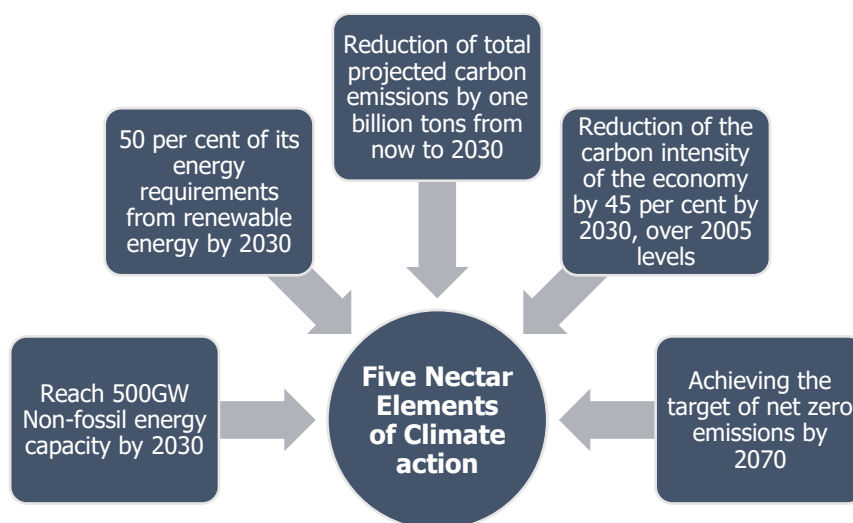 Reduction of total
projected carbon
emissions by one
billion tons from
now to 2030
50 per cent of its
energy
requirements
from renewable
energy by 2030
Reduction of the
carbon intensity
of the economy
by 45 per cent by
2030, over 2005
levels
Reach 500GW
Non-fossil energy
capacity by 2030
Five Nectar
Elements
of Climate
action
Achieving the
target of net zero
emissions by
2070